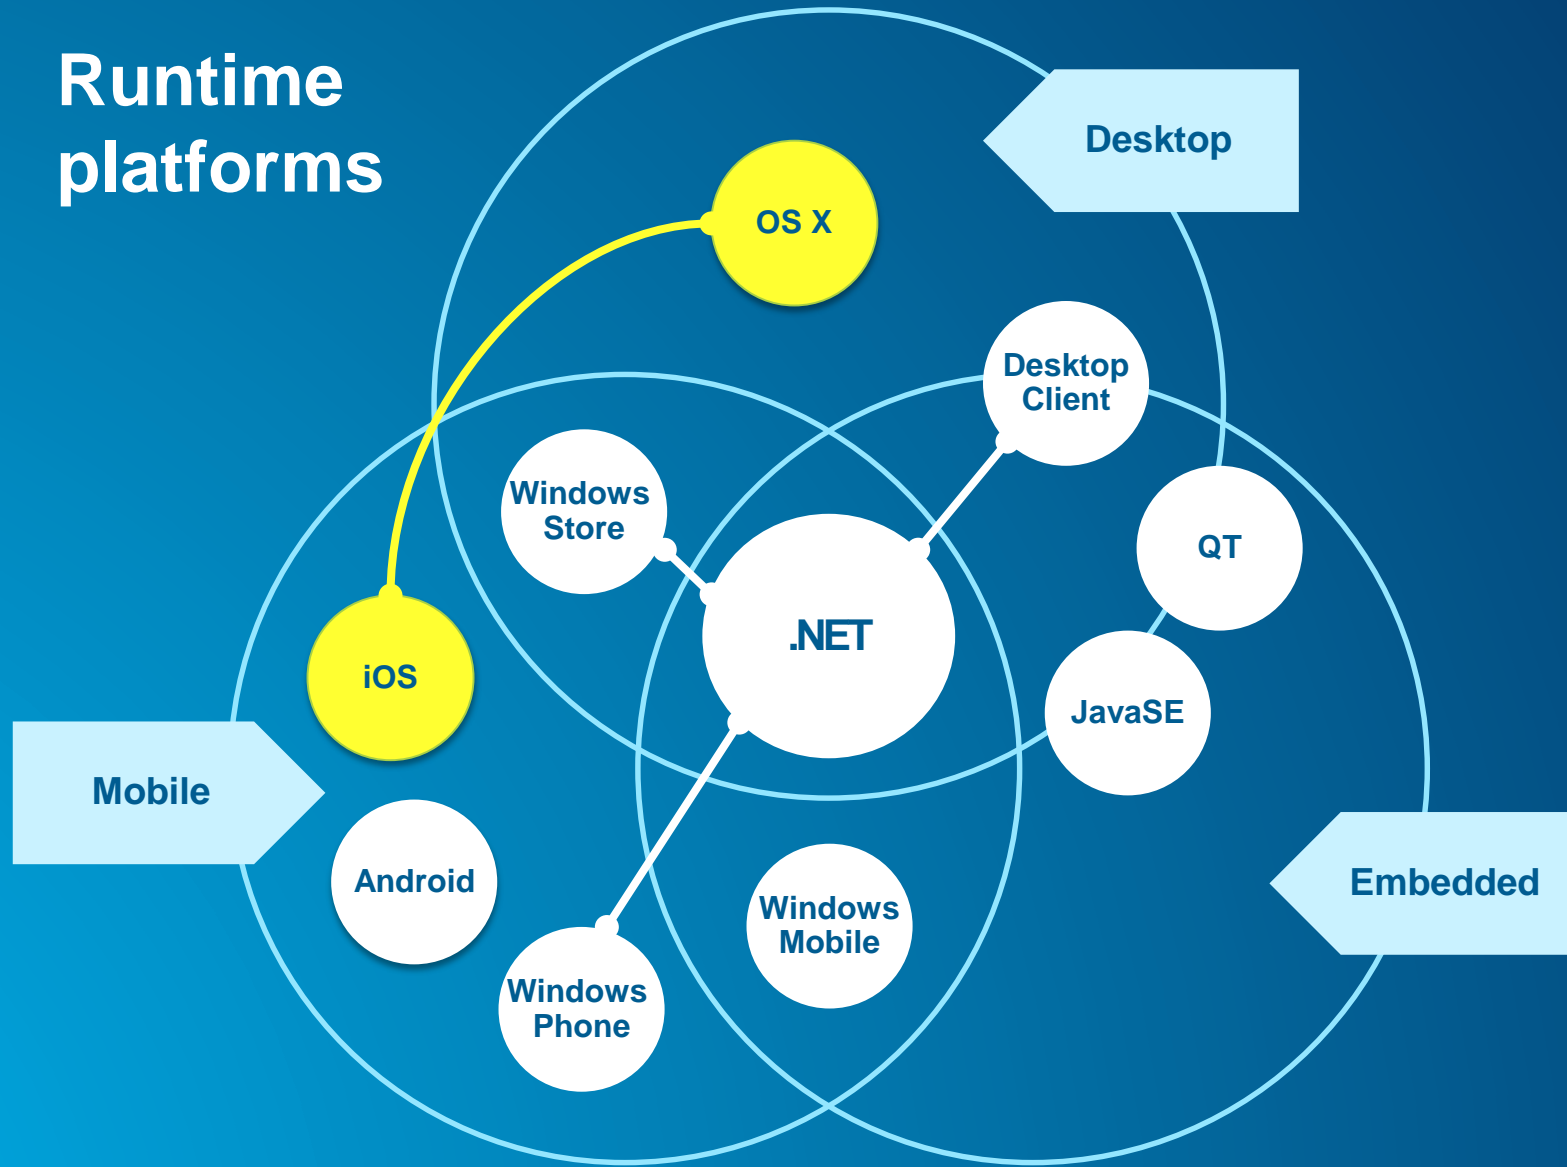 Runtime
platforms
Desktop
OS X
Desktop
Client
Windows
Store
QT
.NET
iOS
JavaSE
Mobile
Android
Embedded
Windows
Mobile
Windows
Phone